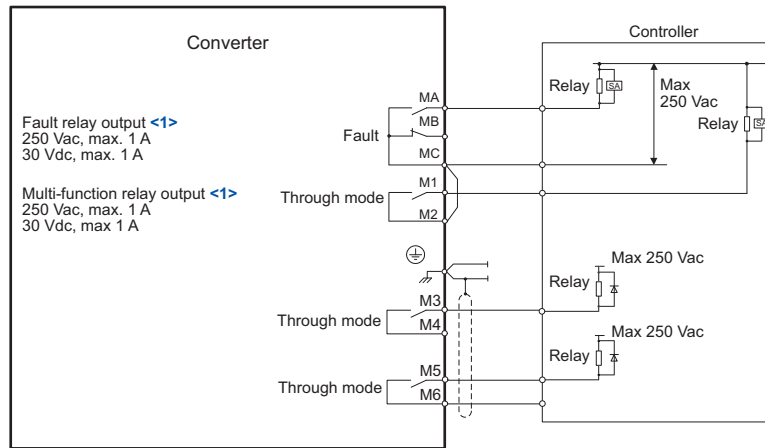 Converter
Controller
Fault relay output <1>
250 Vac, max. 1 A
30 Vdc, max. 1 A
Multi-function relay output <1>
250 Vac, max. 1 A
30 Vdc, max 1 A
Fault
MA
MB
MC
Through mode
M1
M2
Through mode
M3
M4
Through mode
M5
M6
Relay
SA
Max
250 Vac
Relay
SA
Max 250 Vac
Relay
Max 250 Vac
Relay